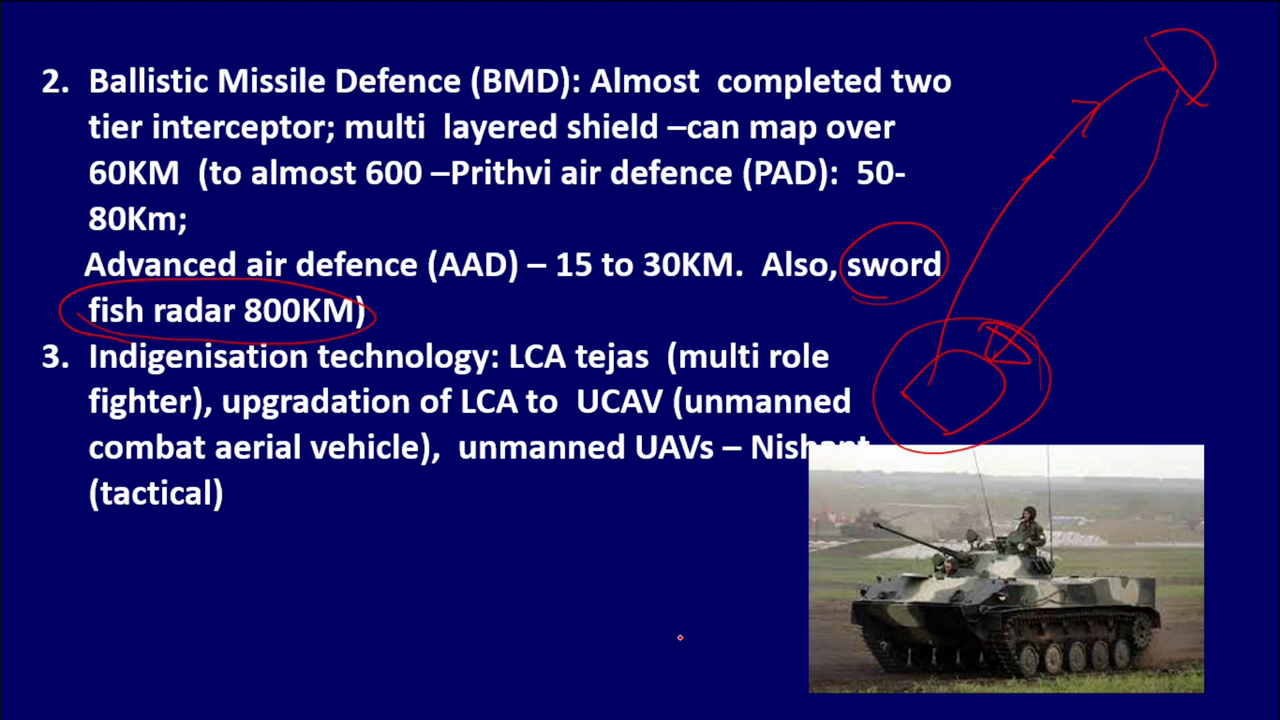 2. Ballistic Missile Defence (BMD): Almost completed two
tier interceptor; multi layered shield –can map over
60KM (to almost 600 –Prithvi air defence (PAD): 50-
80Km;
Advanced air defence (AAD) – 15 to 30KM. Also, sword
fish radar 800KM)
3. Indigenisation technology: LCA tejas (multi role
fighter), upgradation of LCA to UCAV (unmanned
combat aerial vehicle), unmanned UAVs – Nishant
(tactical)